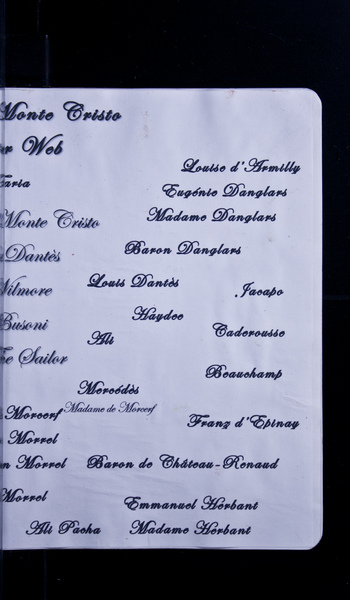 Monte Cristo
Web
Louise d'Armilly
Faria
Eugénie Danglars
Madame Danglars
Monte Cristo
Baron Danglars
Dantès
Louis Dantès
Wilmore
Jacapo
Haydee
Busoni
Caderousse
Ali
Sailor
Beauchamp
Mercédès
Madame de Morcerf
Morcerf
Franz d'Epinay
Morrel
Morrel
Baron de Château-Renaud
Morrel
Emmanuel Herbant
Ali Pacha
Madame Herbant